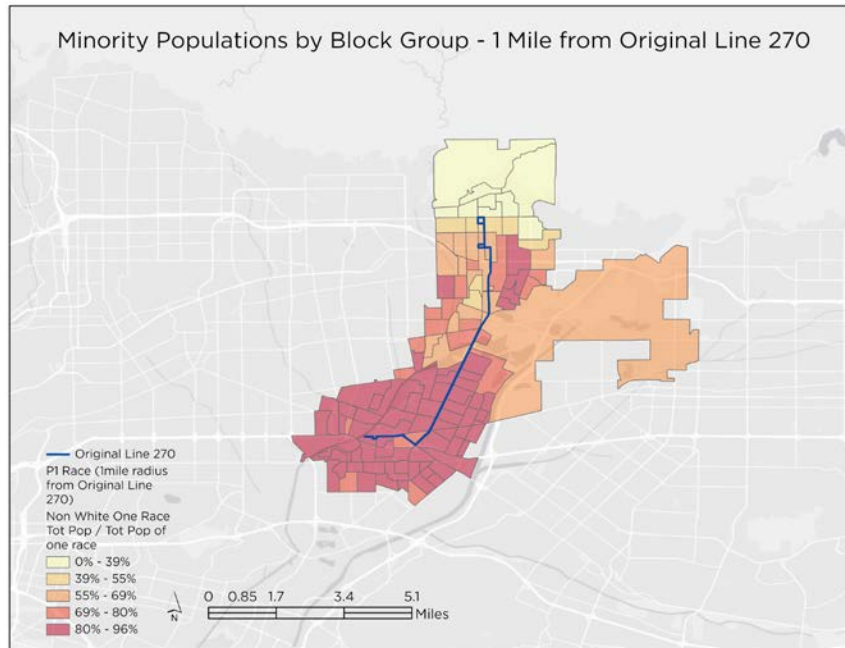 Minority Populations by Block Group - 1 Mile from Original Line 270
Original Line 270
P1 Race (1mile radius
from Original Line
270)
Non White One Race
Tot Pop / Tot Pop of
one race
0% - 39%
39% - 55%
55% - 69%
69% - 80%
80% - 96%
N
0 0.85 1.7 3.4 5.1
Miles